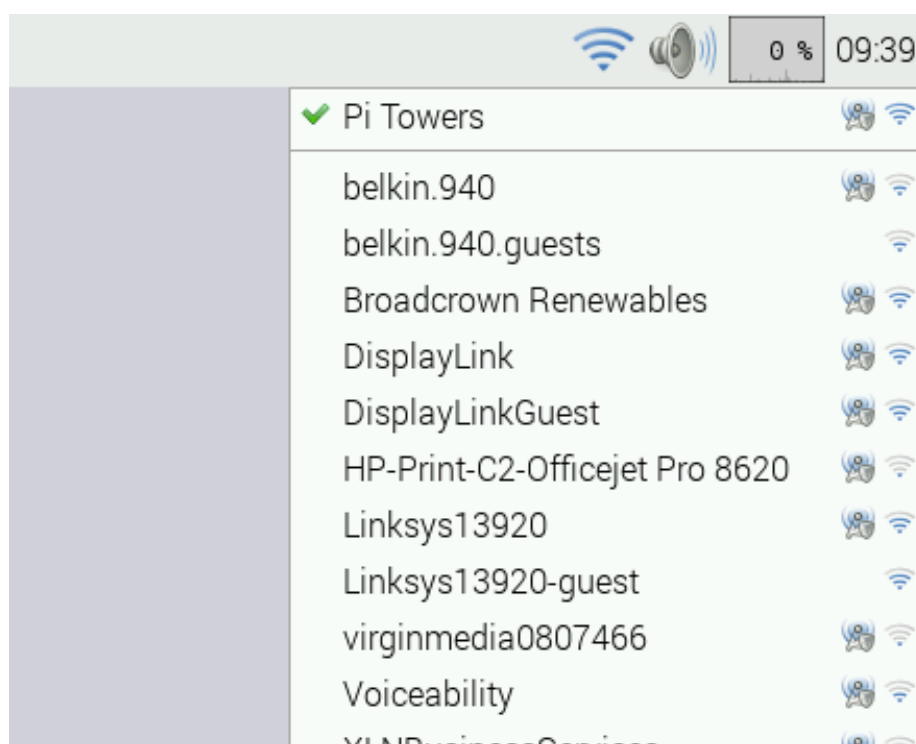 0 % 09:39
Pi Towers
belkin.940
belkin.940.guests
Broadcrown Renewables
DisplayLink
DisplayLinkGuest
HP-Print-C2-Officejet Pro 8620
Linksys13920
Linksys13920-guest
virginmedia0807466
Voiceability
XLNBusinessServices